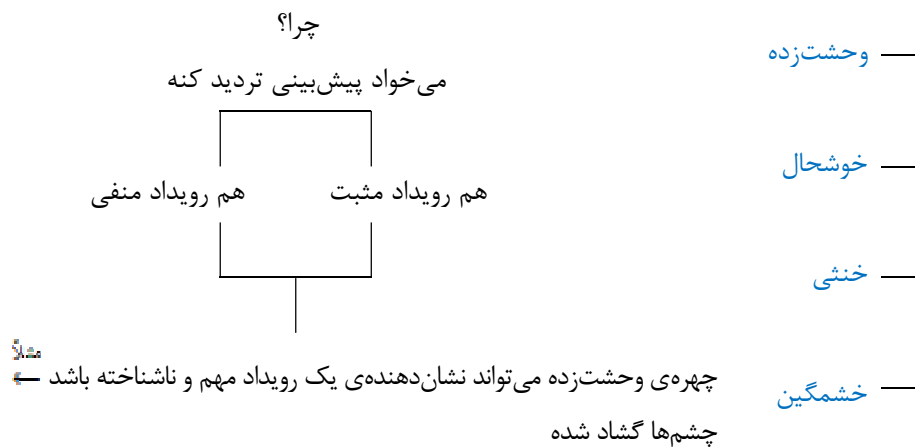 چرا؟
می‌خواد پیش‌بینی تردید کنه
هم رویداد مثبت
هم رویداد منفی
وحشت‌زده
خوشحال
خنثی
خشمگین
چهره‌ی وحشت‌زده می‌تواند نشان‌دهنده‌ی یک رویداد مهم و ناشناخته باشد
مثلاً
چشم‌ها گشاد شده